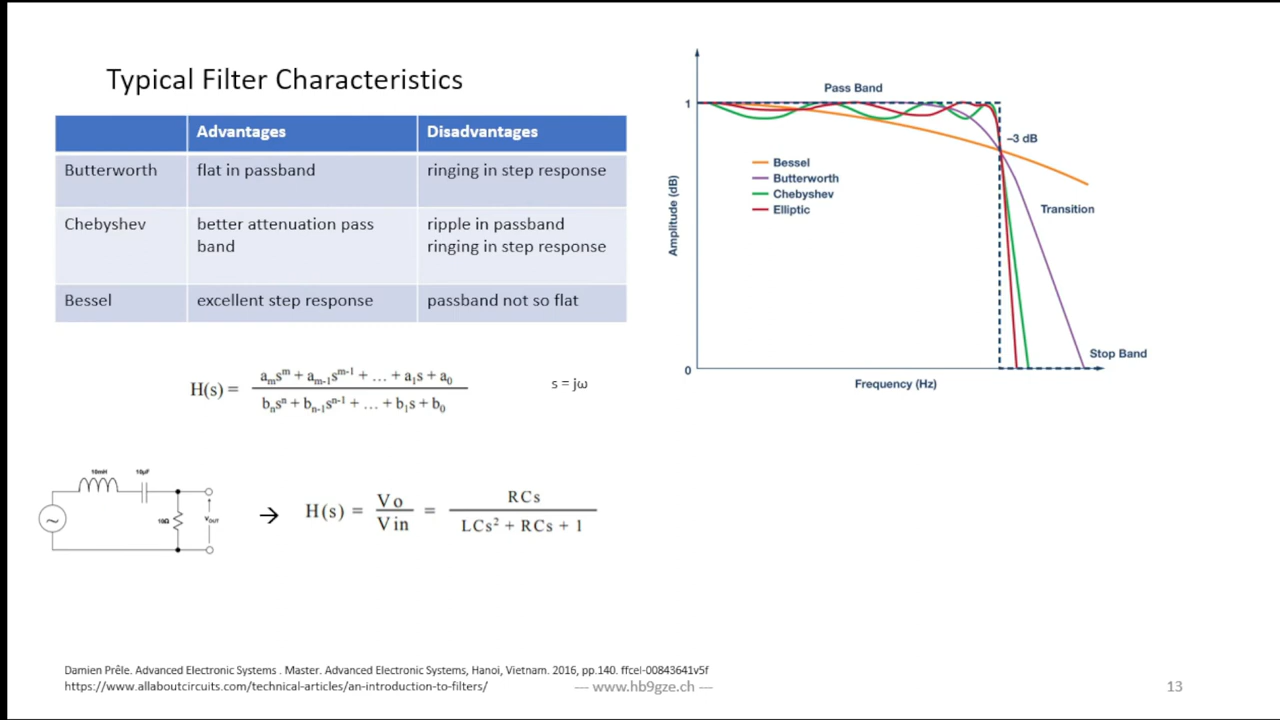 Typical Filter Characteristics
Advantages Disadvantages
Butterworth flat in passband ringing in step response
Chebyshev better attenuation pass band ripple in passband ringing in step response
Bessel excellent step response passband not so flat
H(s) = (aₘsᵐ + aₘ₋₁sᵐ⁻¹ + … + a₁s + a₀) / (bₙsⁿ + bₙ₋₁sⁿ⁻¹ + … + b₁s + b₀)
s = jω
10mH 10μF
10Ω VOUT
→ H(s) = Vo / Vin = RCs / (LCs² + RCs + 1)
Pass Band
1
–3 dB
Bessel
Butterworth
Chebyshev
Elliptic
Amplitude (dB)
Transition
Stop Band
0
Frequency (Hz)
Damien Prêle. Advanced Electronic Systems . Master. Advanced Electronic Systems, Hanoi, Vietnam. 2016, pp.140. ffcel-00843641v5f
https://www.allaboutcircuits.com/technical-articles/an-introduction-to-filters/
— www.hb9gze.ch —
13